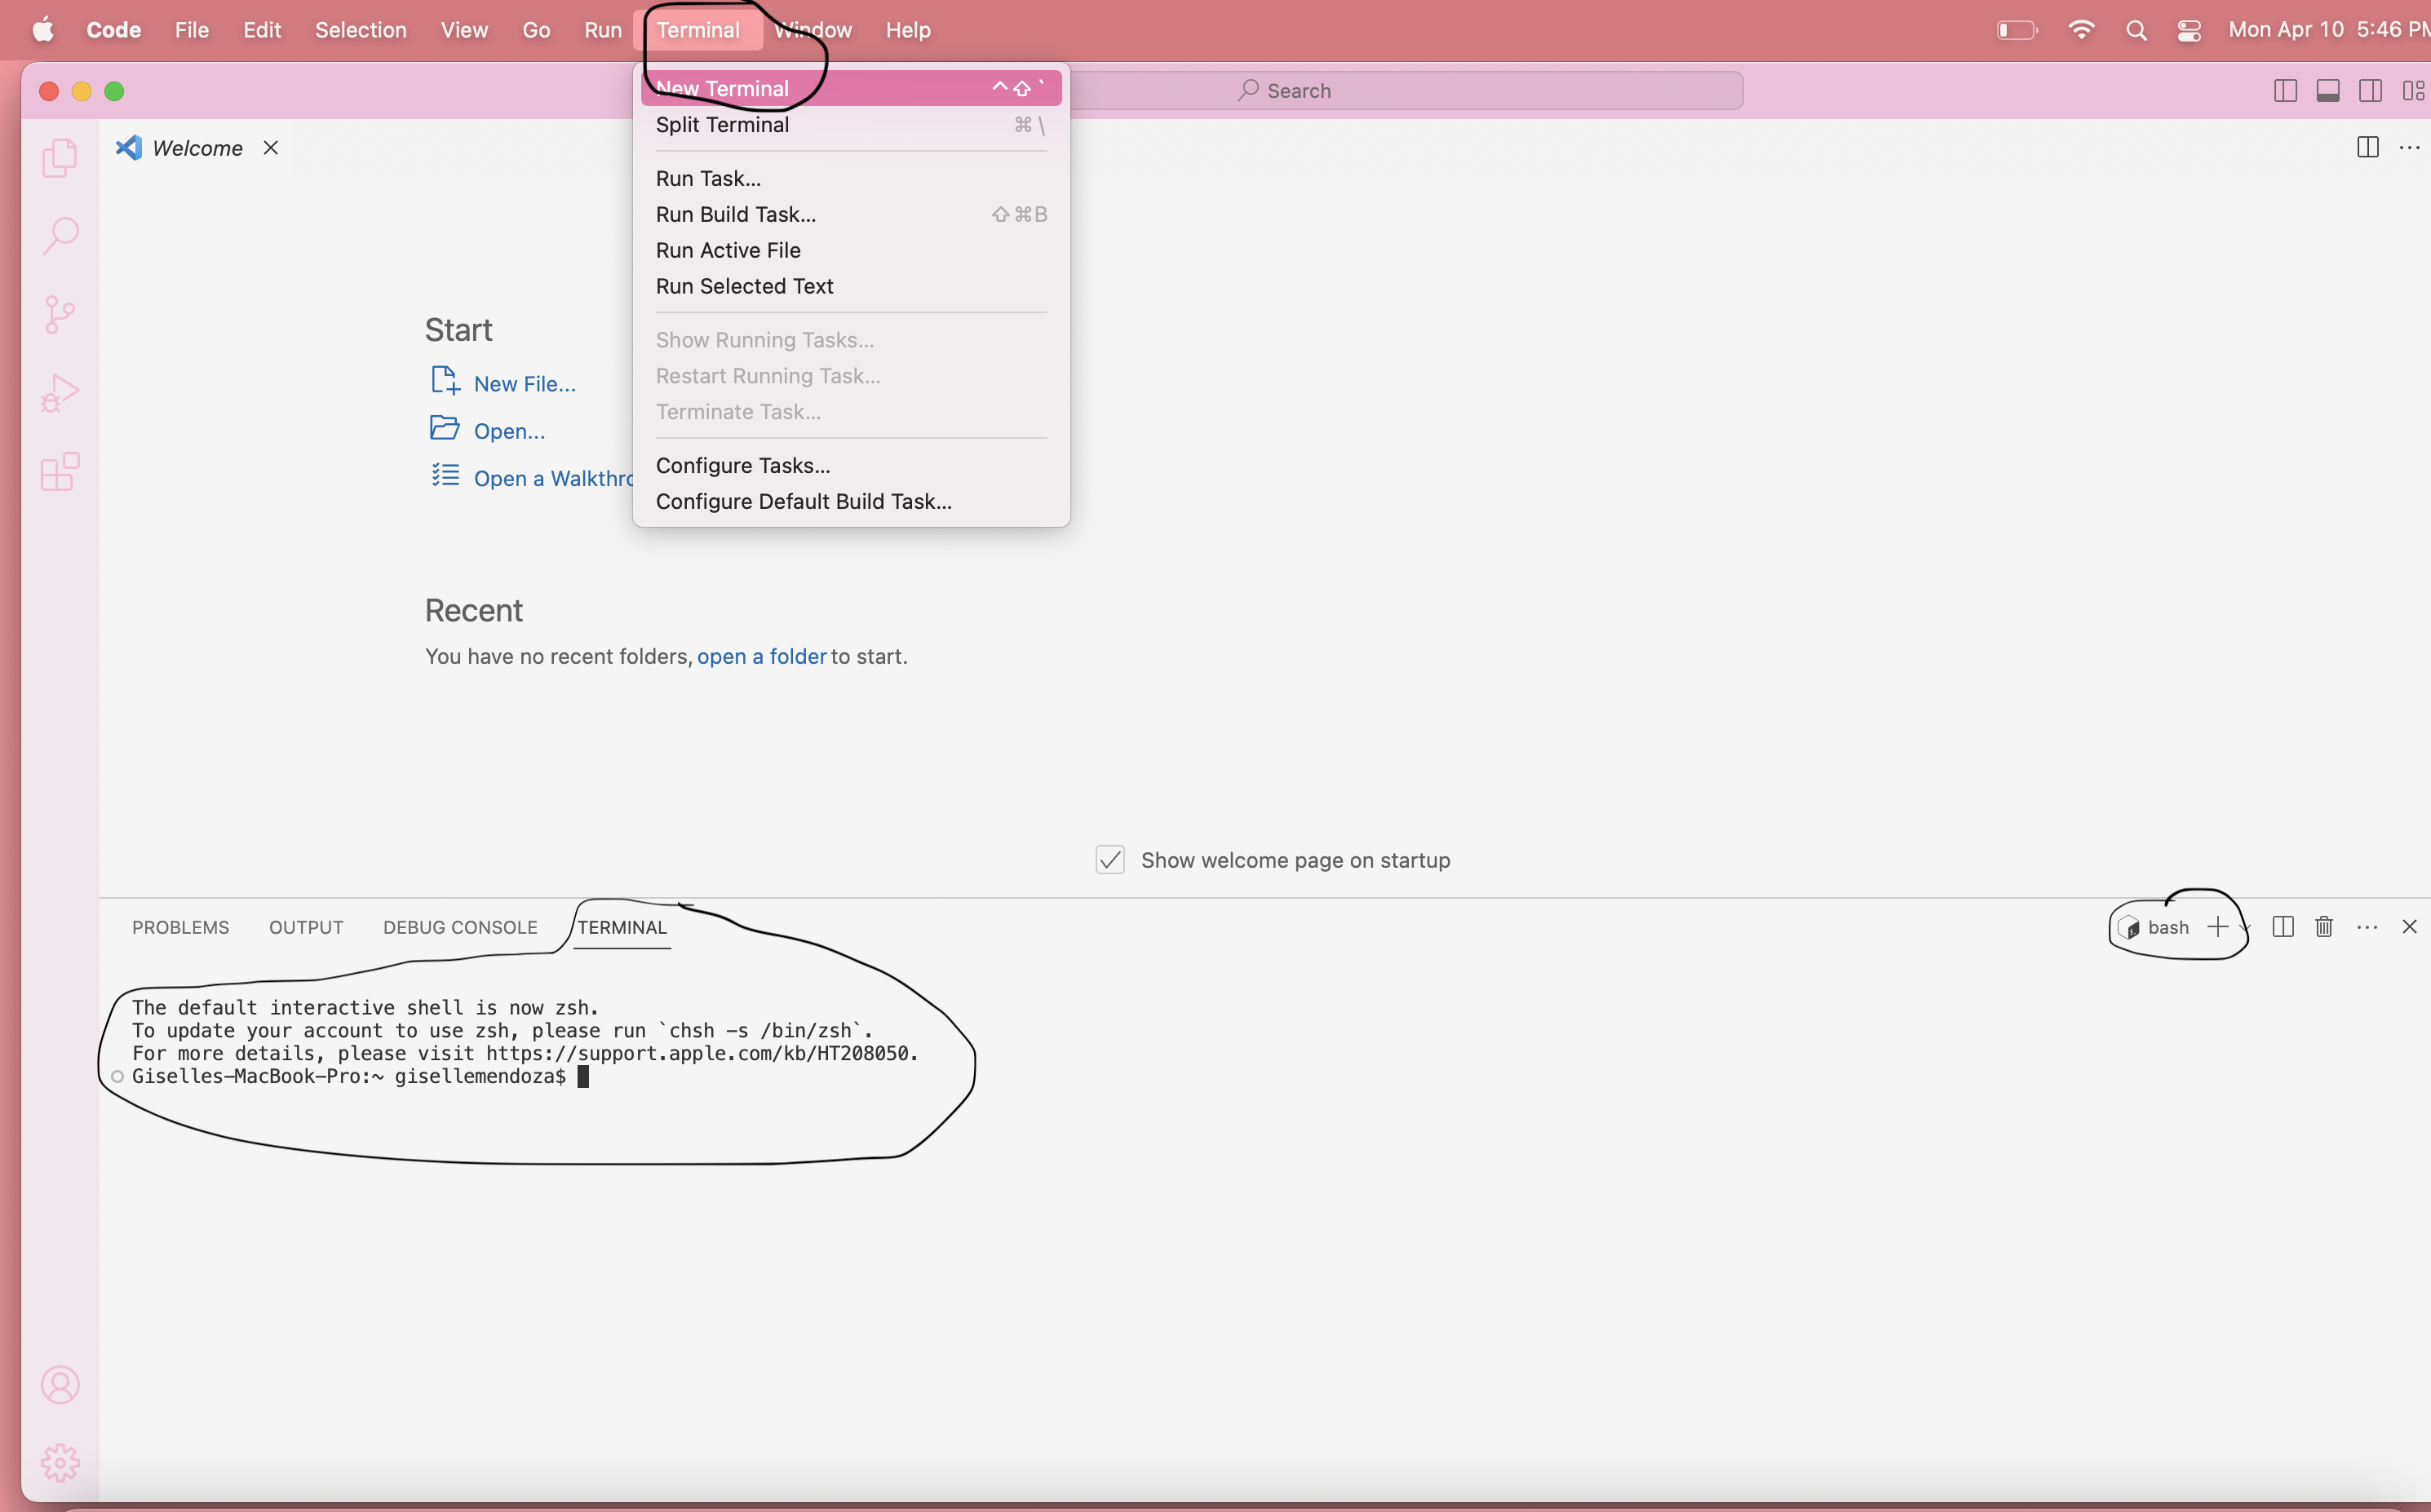 Code File Edit Selection View Go Run Terminal Window Help Mon Apr 10 5:46 PM
New Terminal ^⇧`
Search
Split Terminal ⌘\
Welcome
Run Task...
Run Build Task... ⇧⌘B
Run Active File
Run Selected Text
Start
Show Running Tasks...
New File...
Restart Running Task...
Terminate Task...
Open...
Configure Tasks...
Open a Walkthro
Configure Default Build Task...
Recent
You have no recent folders, open a folder to start.
Show welcome page on startup
PROBLEMS OUTPUT DEBUG CONSOLE TERMINAL bash
The default interactive shell is now zsh.
To update your account to use zsh, please run `chsh -s /bin/zsh`.
For more details, please visit https://support.apple.com/kb/HT208050.
Giselles-MacBook-Pro:~ gisellemendoza$